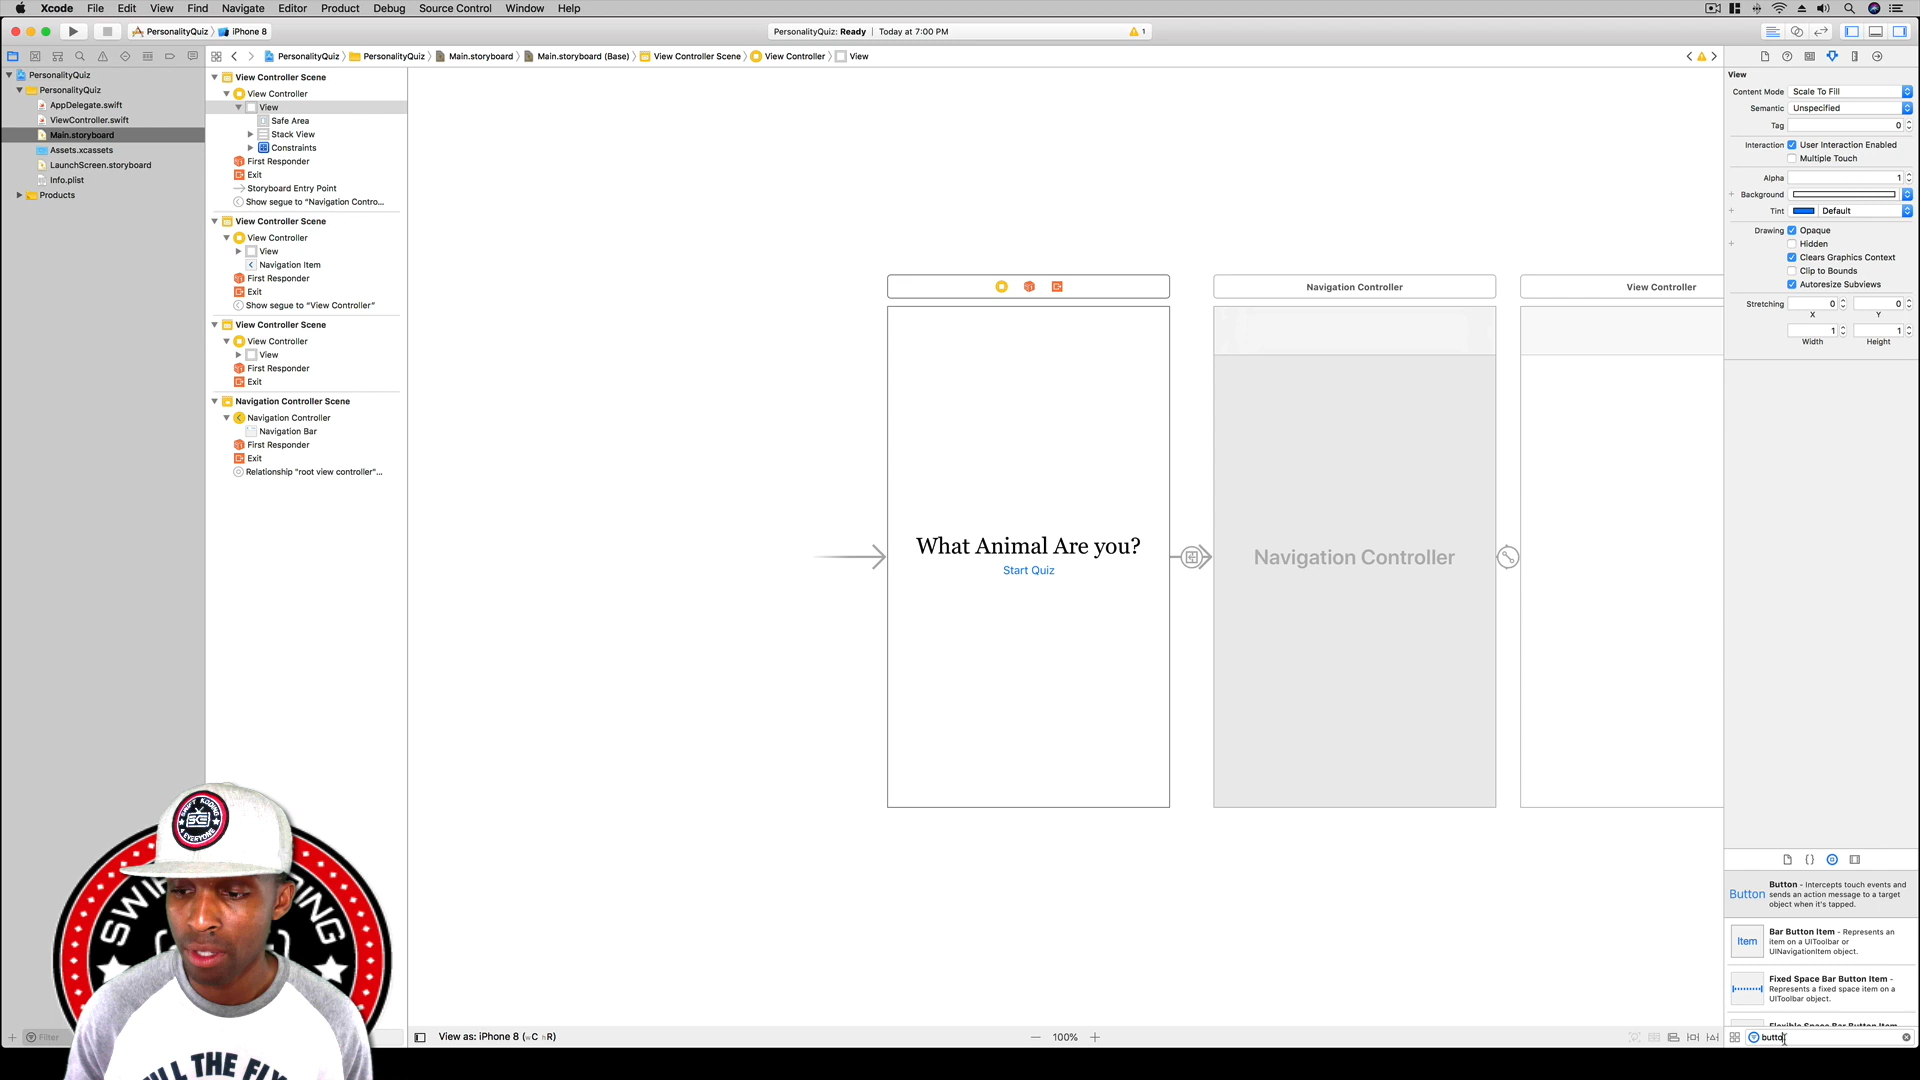 Xcode File Edit View Find Navigate Editor Product Debug Source Control Window Help
PersonalityQuiz iPhone 8
PersonalityQuiz: Ready Today at 7:00 PM 1
PersonalityQuiz PersonalityQuiz Main.storyboard Main.storyboard (Base) View Controller Scene View Controller View
PersonalityQuiz
PersonalityQuiz
AppDelegate.swift
ViewController.swift
Main.storyboard
Assets.xcassets
LaunchScreen.storyboard
Info.plist
Products
View Controller Scene
View Controller
View
Safe Area
Stack View
Constraints
First Responder
Exit
Storyboard Entry Point
Show segue to “Navigation Contro...
View Controller Scene
View Controller
View
Navigation Item
First Responder
Exit
Show segue to “View Controller”
View Controller Scene
View Controller
View
First Responder
Exit
Navigation Controller Scene
Navigation Controller
Navigation Bar
First Responder
Exit
Relationship “root view controller”...
Navigation Controller
View Controller
What Animal Are you?
Start Quiz
Navigation Controller
View
Content Mode Scale To Fill
Semantic Unspecified
Tag 0
Interaction User Interaction Enabled
Multiple Touch
Alpha 1
Background
Tint Default
Drawing Opaque
Hidden
Clears Graphics Context
Clip to Bounds
Autoresize Subviews
Stretching 0 0
X Y
1 1
Width Height
Button
Button - Intercepts touch events and
sends an action message to a target
object when it's tapped.
Item
Bar Button Item - Represents an
item on a UIToolbar or
UINavigationItem object.
Fixed Space Bar Button Item -
Represents a fixed space item on a
UIToolbar object.
Flexible Space Bar Button Item
butto
Filter
View as: iPhone 8 (wC hR)
100%